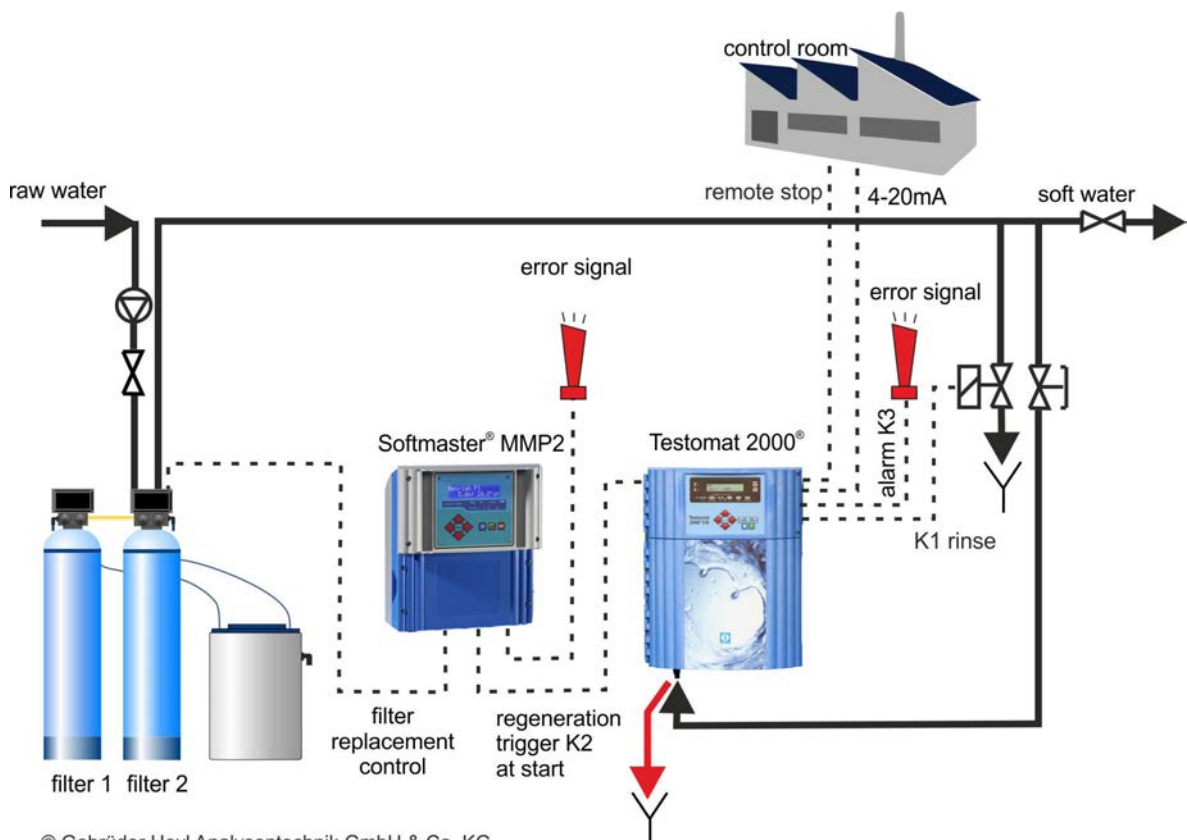 control room
raw water
remote stop
4-20mA
soft water
error signal
error signal
Softmaster® MMP2
Testomat 2000®
alarm K3
K1 rinse
filter
replacement
control
regeneration
trigger K2
at start
filter 1
filter 2